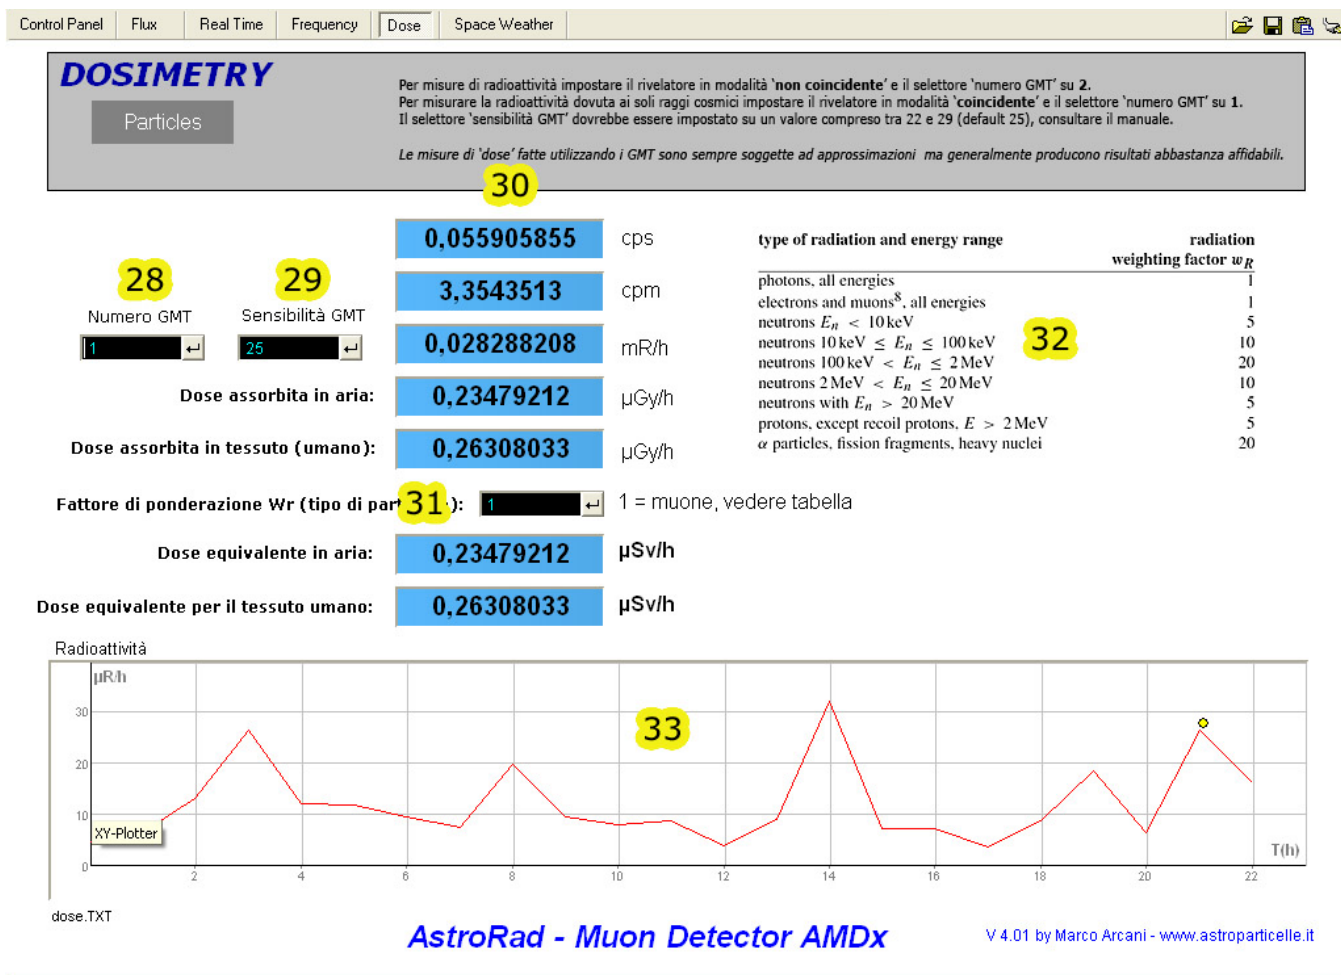 Control Panel Flux Real Time Frequency Dose Space Weather
DOSIMETRY
Particles
Per misure di radioattività impostare il rivelatore in modalità 'non coincidente' e il selettore 'numero GMT' su 2.
Per misurare la radioattività dovuta ai soli raggi cosmici impostare il rivelatore in modalità 'coincidente' e il selettore 'numero GMT' su 1.
Il selettore 'sensibilità GMT' dovrebbe essere impostato su un valore compreso tra 22 e 29 (default 25), consultare il manuale.
Le misure di 'dose' fatte utilizzando i GMT sono sempre soggette ad approssimazioni ma generalmente producono risultati abbastanza affidabili.
30
0,055905855 cps
28
Numero GMT
1
29
Sensibilità GMT
25
3,3543513 cpm
0,028288208 mR/h
Dose assorbita in aria: 0,23479212 µGy/h
Dose assorbita in tessuto (umano): 0,26308033 µGy/h
Fattore di ponderazione Wr (tipo di part 31 ): 1 1 = muone, vedere tabella
Dose equivalente in aria: 0,23479212 µSv/h
Dose equivalente per il tessuto umano: 0,26308033 µSv/h
type of radiation and energy range radiation
weighting factor w_R
photons, all energies 1
electrons and muons⁸, all energies 1
neutrons E_n < 10 keV 5
neutrons 10 keV ≤ E_n ≤ 100 keV 10
neutrons 100 keV < E_n ≤ 2 MeV 20
neutrons 2 MeV < E_n ≤ 20 MeV 10
neutrons with E_n > 20 MeV 5
protons, except recoil protons, E > 2 MeV 5
α particles, fission fragments, heavy nuclei 20
32
Radioattività
µR/h
30
20
10
0
33
XY-Plotter
T(h)
2 4 6 8 10 12 14 16 18 20 22
dose.TXT
AstroRad - Muon Detector AMDx
V 4.01 by Marco Arcani - www.astroparticelle.it